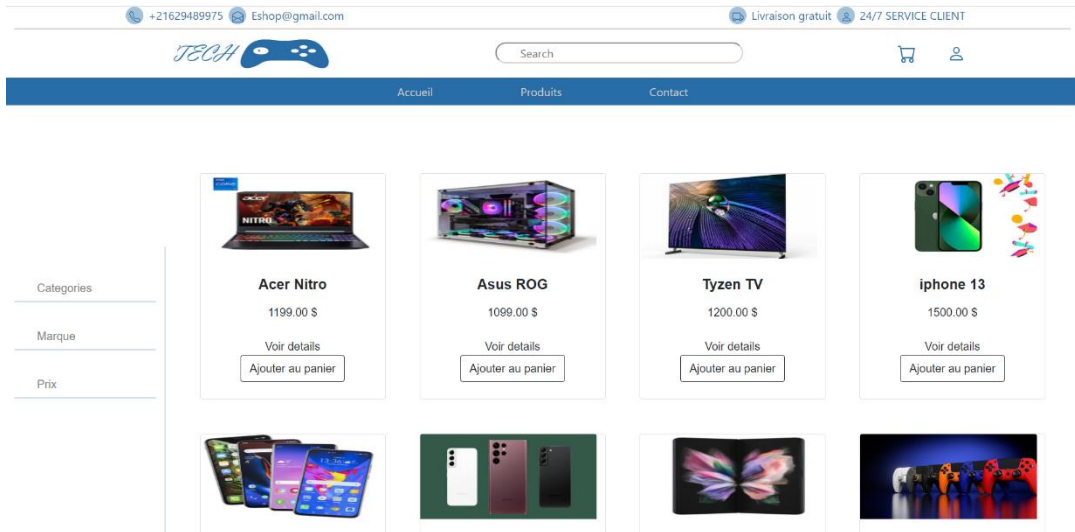 +21629489975 Eshop@gmail.com Livraison gratuit 24/7 SERVICE CLIENT
TECH Search
Accueil Produits Contact
acer
NITRO
Acer Nitro Asus ROG Tyzen TV iphone 13
1199.00 $ 1099.00 $ 1200.00 $ 1500.00 $
Voir details Voir details Voir details Voir details
Ajouter au panier Ajouter au panier Ajouter au panier Ajouter au panier
Categories
Marque
Prix